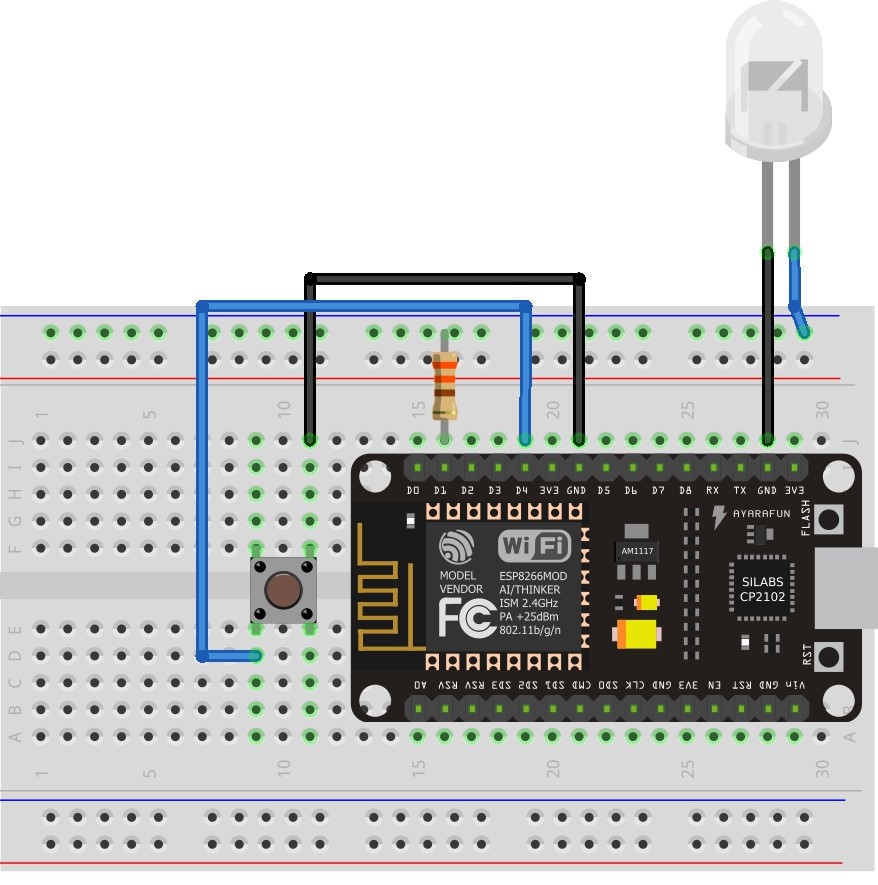 1 5 10 15 20 25 30
J J
I I
H
G
F
D0 D1 D2 D3 D4 3V3 GND D5 D6 D7 D8 RX TX GND 3V3
AYARAFUN
FLASH
WiFi
MODEL
VENDOR
ESP8266MOD
AI/THINKER
ISM 2.4GHz
PA +25dBm
802.11b/g/n
FC
AM1117
SILABS
CP2102
RST
E
D
C
B B
A A
A0 RSV RSV SD3 SD2 SD1 CMD SD0 CLK GND 3V3 EN RST GND Vin
1 5 10 15 20 25 30